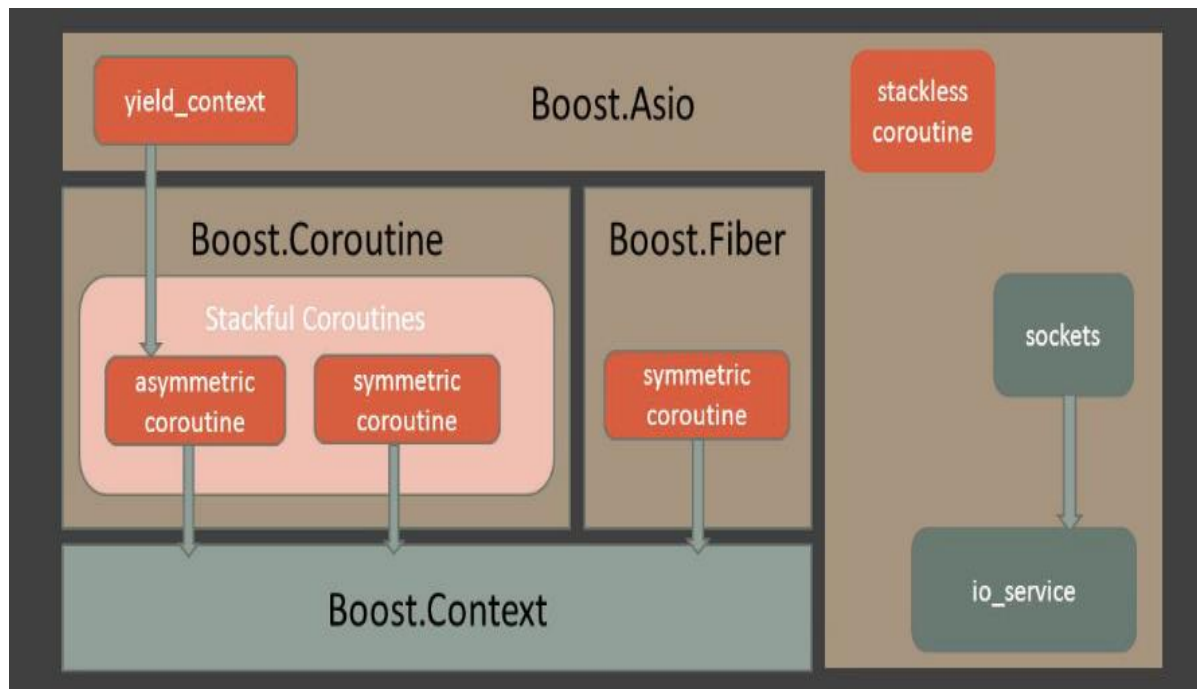 yield_context
Boost.Asio
stackless
coroutine
Boost.Coroutine
Boost.Fiber
Stackful Coroutines
asymmetric
coroutine
symmetric
coroutine
symmetric
coroutine
sockets
io_service
Boost.Context